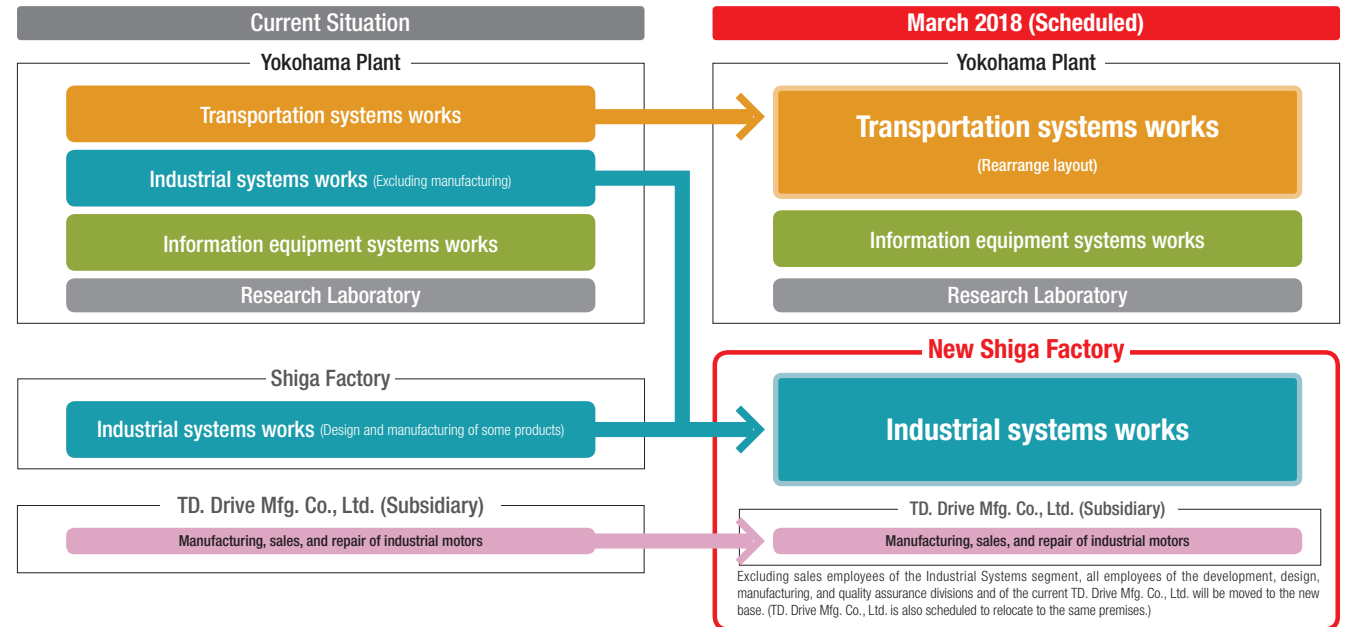 Current Situation
Yokohama Plant
Transportation systems works
Industrial systems works (Excluding manufacturing)
Information equipment systems works
Research Laboratory
Shiga Factory
Industrial systems works (Design and manufacturing of some products)
TD. Drive Mfg. Co., Ltd. (Subsidiary)
Manufacturing, sales, and repair of industrial motors
March 2018 (Scheduled)
Yokohama Plant
Transportation systems works
(Rearrange layout)
Information equipment systems works
Research Laboratory
New Shiga Factory
Industrial systems works
TD. Drive Mfg. Co., Ltd. (Subsidiary)
Manufacturing, sales, and repair of industrial motors
Excluding sales employees of the Industrial Systems segment, all employees of the development, design,
manufacturing, and quality assurance divisions and of the current TD. Drive Mfg. Co., Ltd. will be moved to the new
base. (TD. Drive Mfg. Co., Ltd. is also scheduled to relocate to the same premises.)